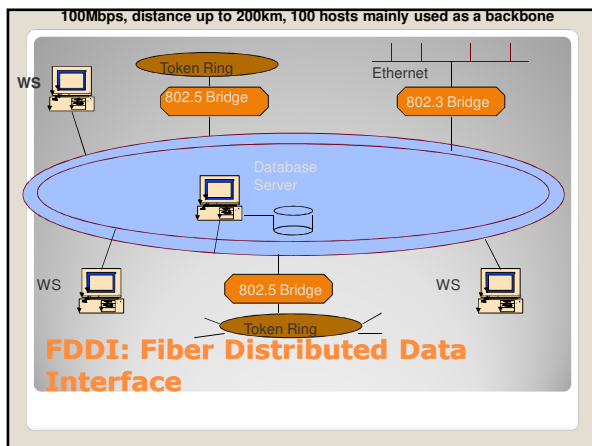 100Mbps, distance up to 200km, 100 hosts mainly used as a backbone
Token Ring
Ethernet
WS
802.5 Bridge
802.3 Bridge
Database
Server
WS
WS
802.5 Bridge
Token Ring
FDDI: Fiber Distributed Data
Interface